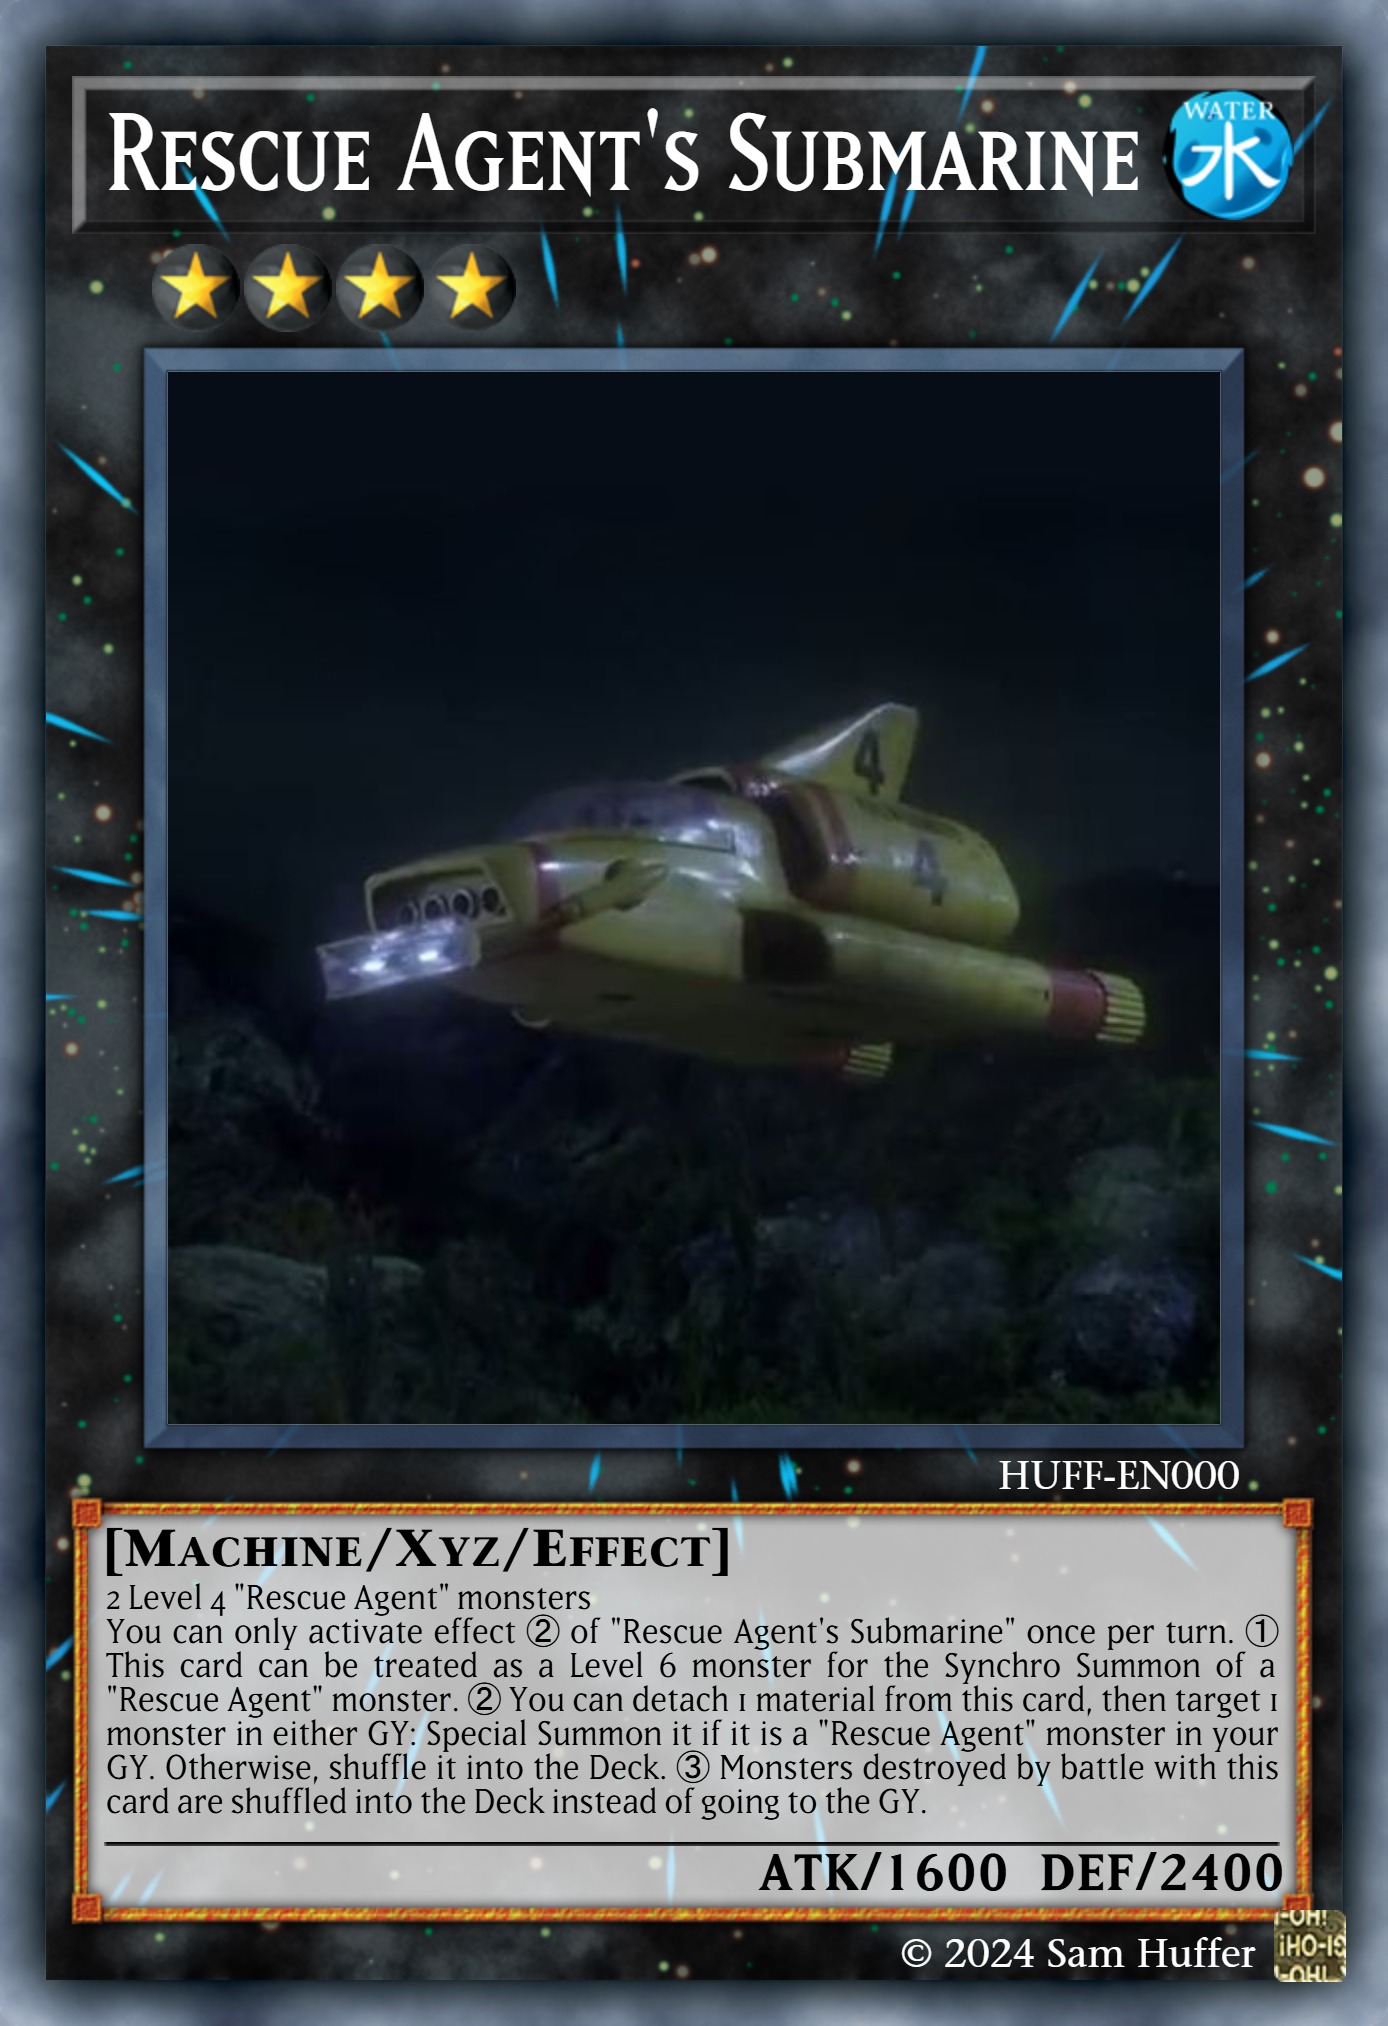 Rescue Agent's Submarine
WATER
水
4
4
HUFF-EN000
[Machine/Xyz/Effect]
2 Level 4 "Rescue Agent" monsters
You can only activate effect ② of "Rescue Agent's Submarine" once per turn. ①
This card can be treated as a Level 6 monster for the Synchro Summon of a
"Rescue Agent" monster. ② You can detach 1 material from this card, then target 1
monster in either GY: Special Summon it if it is a "Rescue Agent" monster in your
GY. Otherwise, shuffle it into the Deck. ③ Monsters destroyed by battle with this
card are shuffled into the Deck instead of going to the GY.
ATK/1600 DEF/2400
© 2024 Sam Huffer